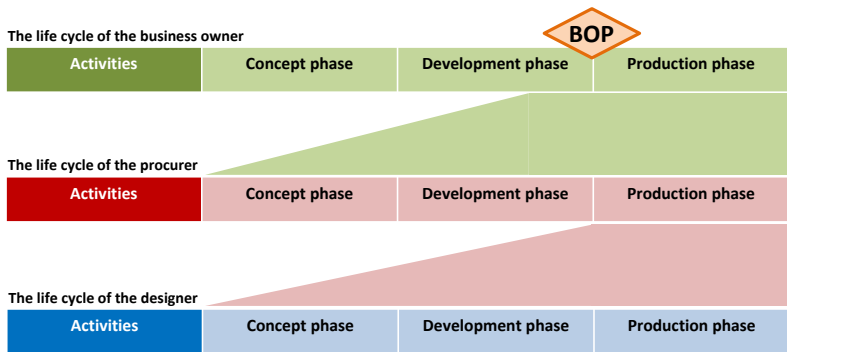 The life cycle of the business owner
BOP
Activities Concept phase Development phase Production phase
The life cycle of the procurer
Activities Concept phase Development phase Production phase
The life cycle of the designer
Activities Concept phase Development phase Production phase